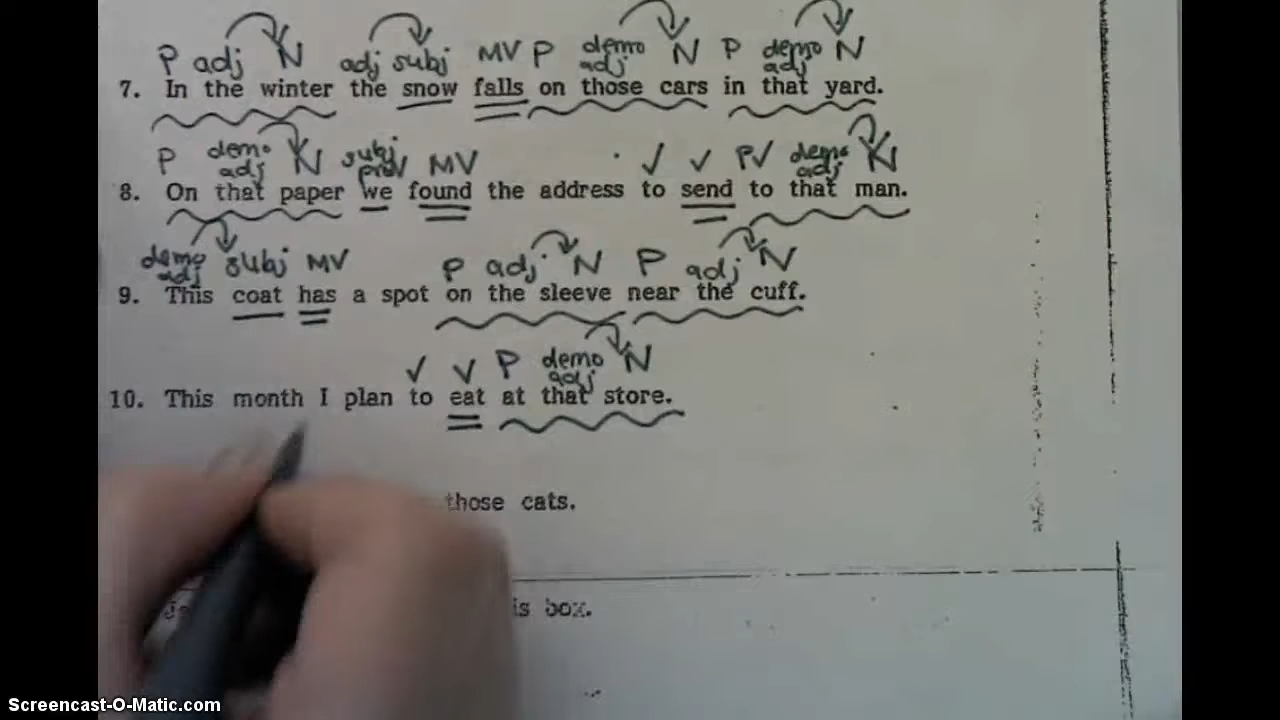 P adj N adj subj MV P demo adj N P demo adj N
7. In the winter the snow falls on those cars in that yard.
P demo adj N subj pro MV V PV demo adj N
8. On that paper we found the address to send to that man.
demo adj subj MV P adj N P adj N
9. This coat has a spot on the sleeve near the cuff.
V P demo adj N
10. This month I plan to eat at that store.
those cats.
is box.
Screencast-O-Matic.com